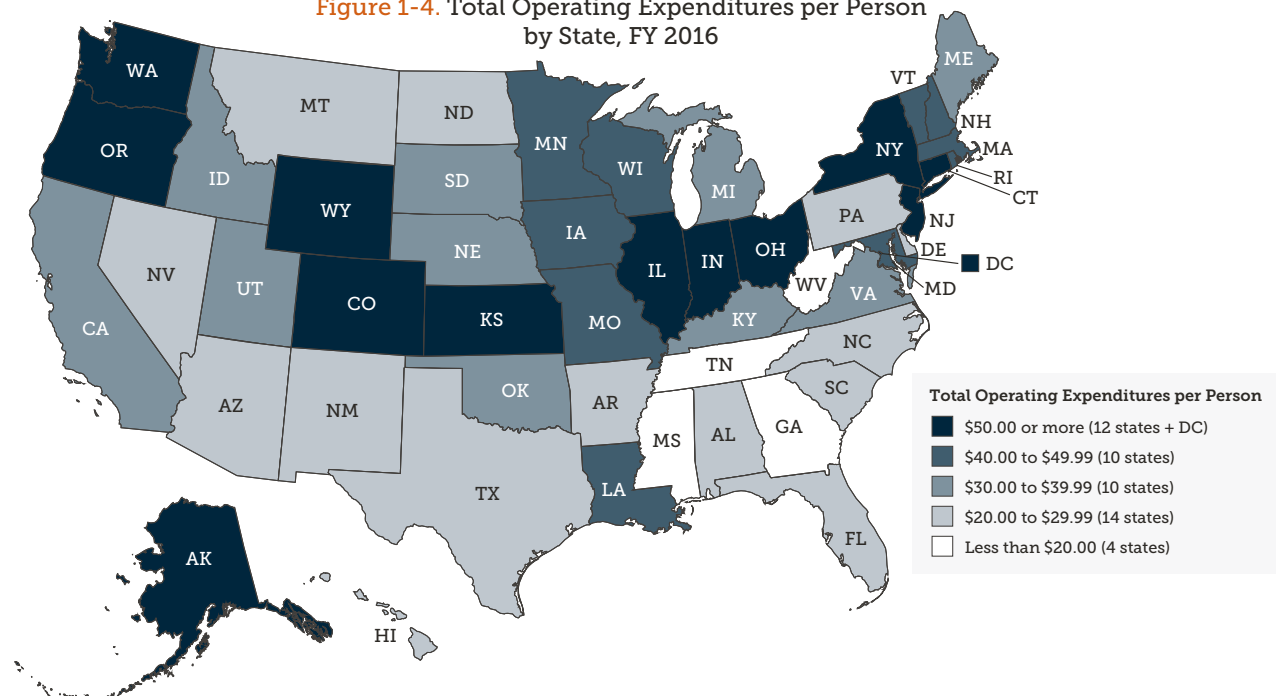 Figure 1-4. Total Operating Expenditures per Person
by State, FY 2016
WA
OR
MT
ND
MN
ID
WY
SD
WI
MI
NY
VT
ME
NH
MA
RI
CT
NJ
PA
DE
DC
MD
NV
UT
CO
NE
IA
IL
IN
OH
WV
VA
KS
MO
KY
CA
AZ
NM
OK
AR
TN
NC
SC
TX
LA
MS
AL
GA
FL
AK
HI
Total Operating Expenditures per Person
$50.00 or more (12 states + DC)
$40.00 to $49.99 (10 states)
$30.00 to $39.99 (10 states)
$20.00 to $29.99 (14 states)
Less than $20.00 (4 states)